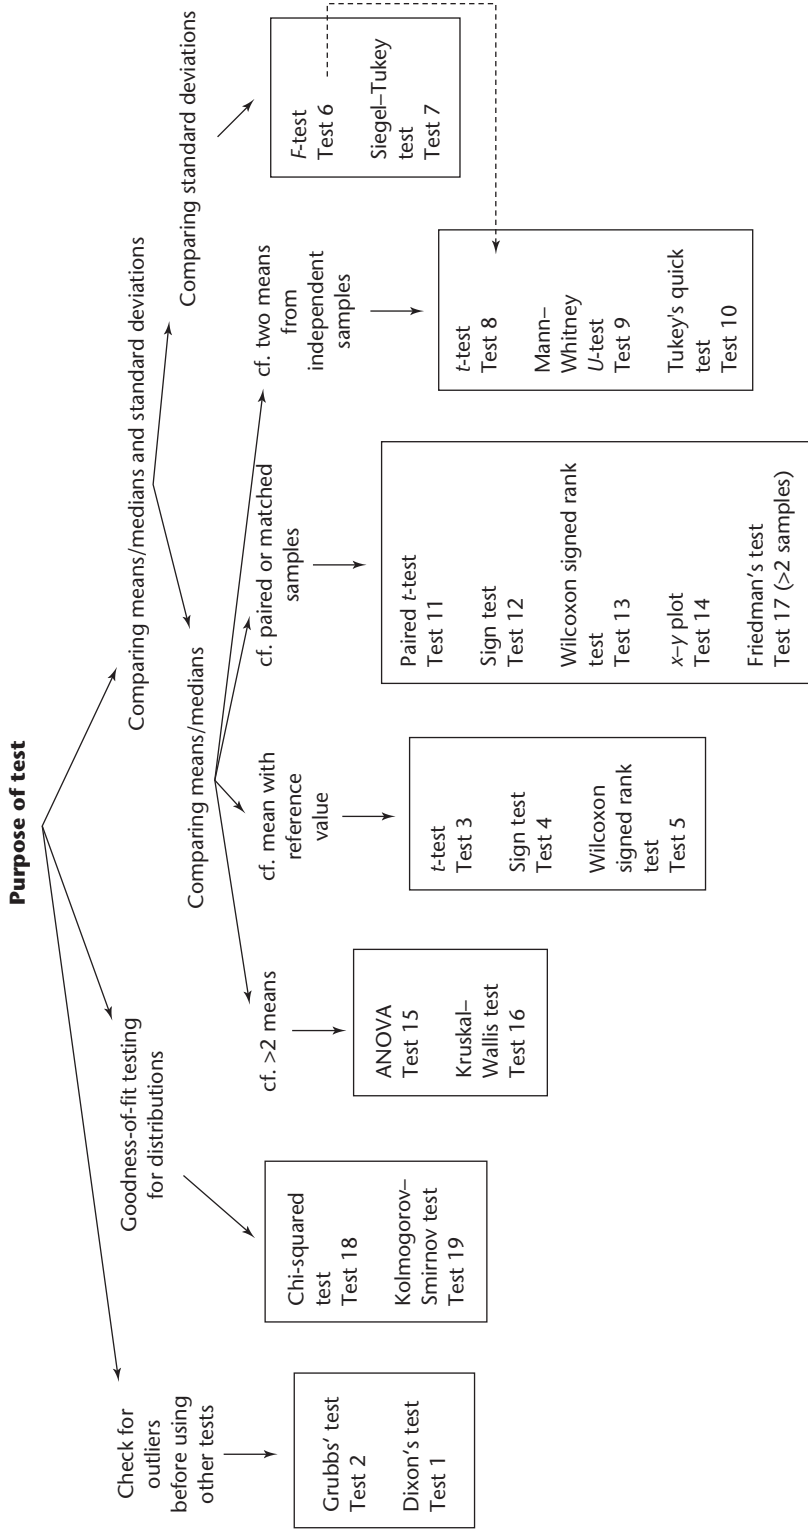 Purpose of test
Check for
outliers
before using
other tests
Goodness-of-fit testing
for distributions
Comparing means/medians and standard deviations
Comparing means/medians
Comparing standard deviations
cf. >2 means
cf. mean with
reference
value
cf. paired or matched
samples
cf. two means
from
independent
samples
Grubbs’ test
Test 2
Dixon’s test
Test 1
Chi-squared
test
Test 18
Kolmogorov–
Smirnov test
Test 19
ANOVA
Test 15
Kruskal–
Wallis test
Test 16
t-test
Test 3
Sign test
Test 4
Wilcoxon
signed rank
test
Test 5
Paired t-test
Test 11
Sign test
Test 12
Wilcoxon signed rank
test
Test 13
x–y plot
Test 14
Friedman’s test
Test 17 (>2 samples)
t-test
Test 8
Mann–
Whitney
U-test
Test 9
Tukey's quick
test
Test 10
F-test
Test 6
Siegel–Tukey
test
Test 7